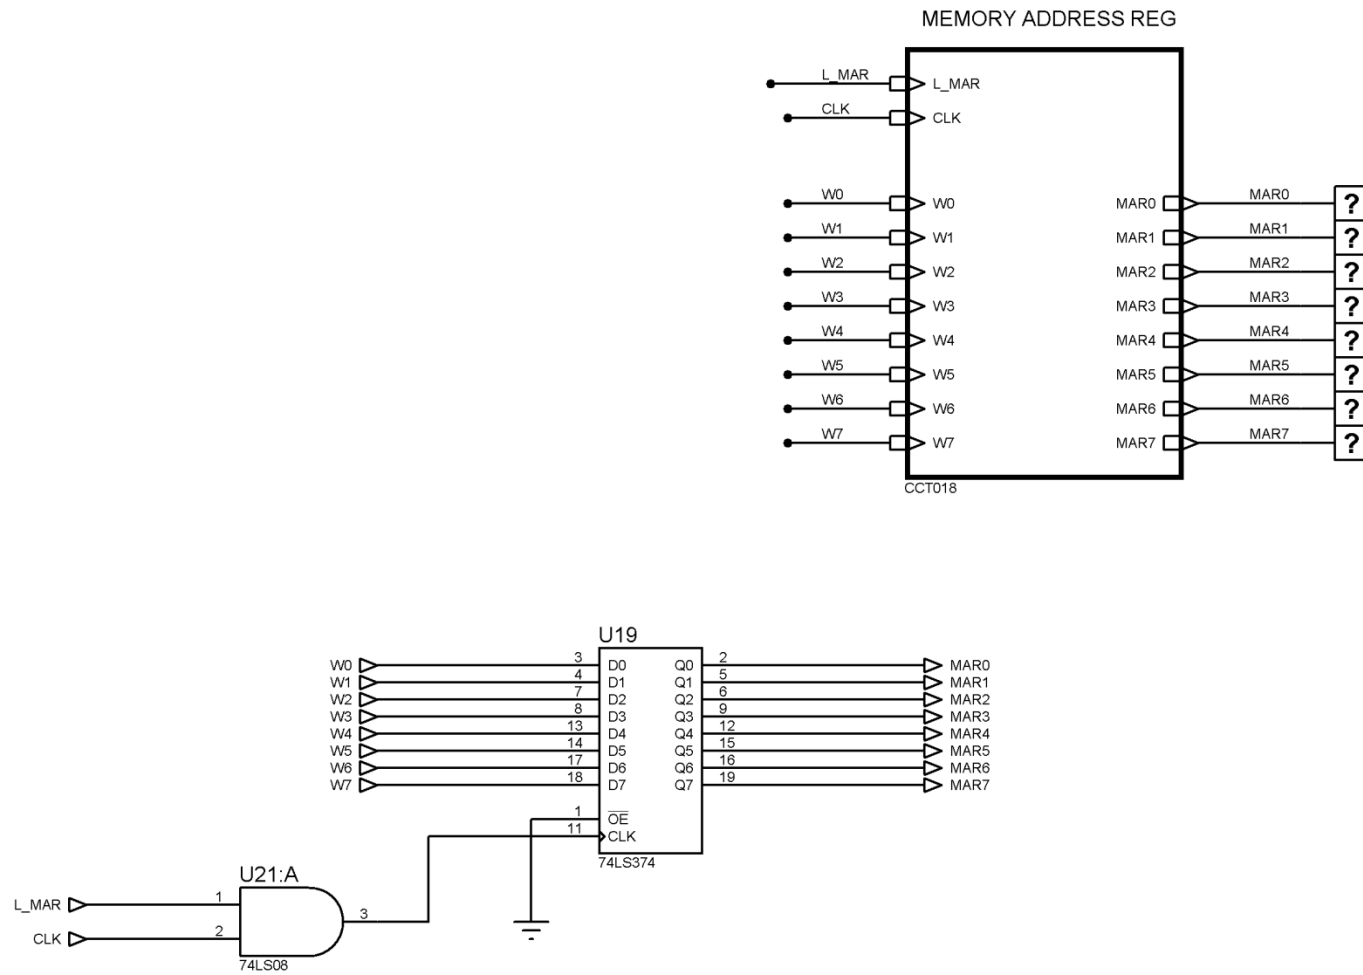 MEMORY ADDRESS REG
L_MAR L_MAR
CLK CLK
W0 W0 MAR0 MAR0 ?
W1 W1 MAR1 MAR1 ?
W2 W2 MAR2 MAR2 ?
W3 W3 MAR3 MAR3 ?
W4 W4 MAR4 MAR4 ?
W5 W5 MAR5 MAR5 ?
W6 W6 MAR6 MAR6 ?
W7 W7 MAR7 MAR7 ?
CCT018
U19
W0 3 D0 Q0 2 MAR0
W1 4 D1 Q1 5 MAR1
W2 7 D2 Q2 6 MAR2
W3 8 D3 Q3 9 MAR3
W4 13 D4 Q4 12 MAR4
W5 14 D5 Q5 15 MAR5
W6 17 D6 Q6 16 MAR6
W7 18 D7 Q7 19 MAR7
1 OE
11 CLK
74LS374
U21:A
L_MAR 1
3
CLK 2
74LS08